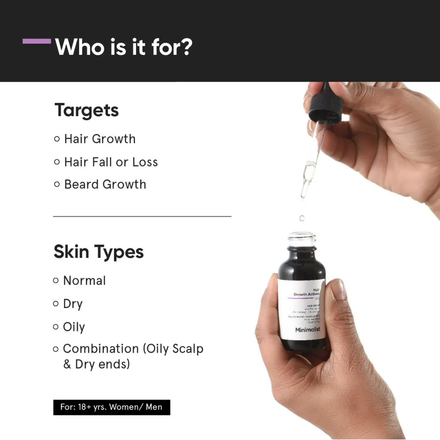 Who is it for?
Targets
Hair Growth
Hair Fall or Loss
Beard Growth
Skin Types
Normal
Dry
Oily
Combination (Oily Scalp
& Dry ends)
For: 18+ yrs. Women/ Men
Hair
Growth Actives
Minimalist